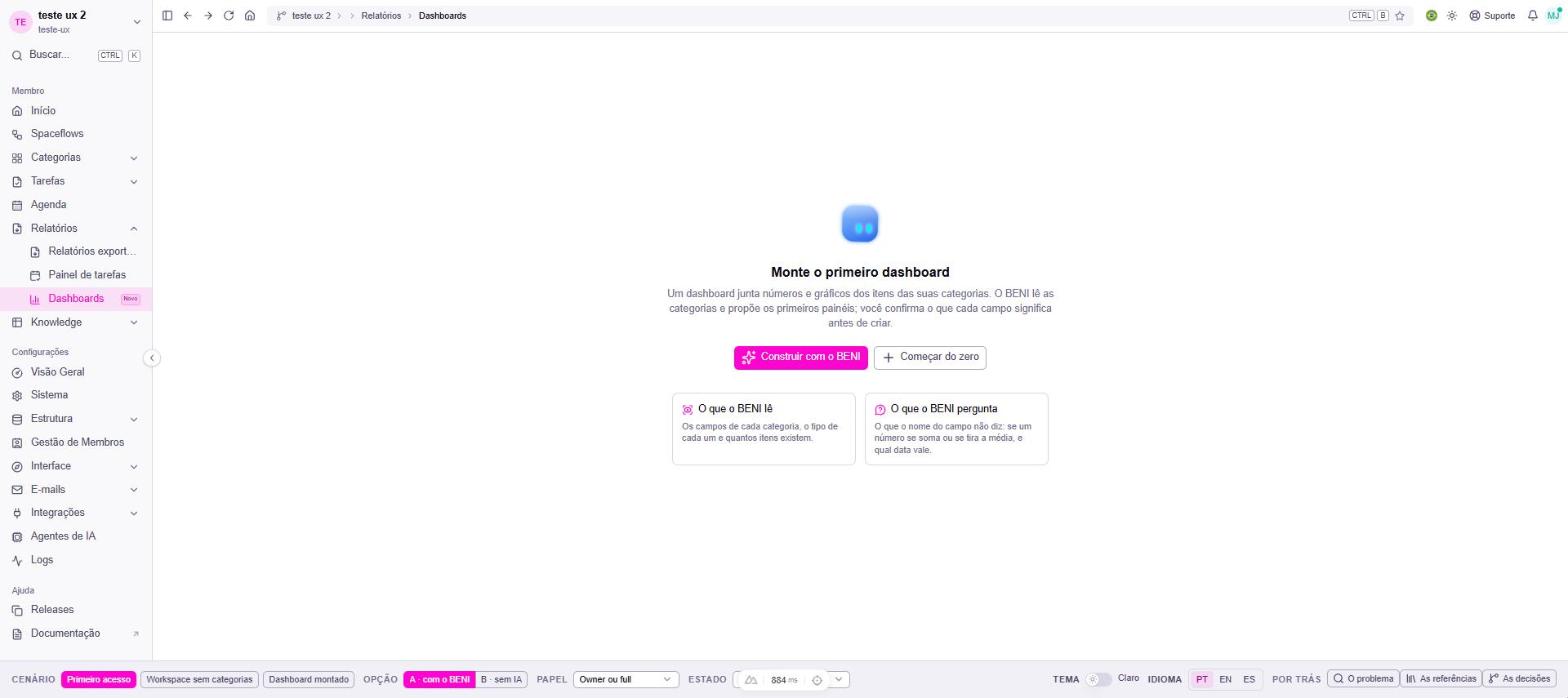 TE
teste ux 2
teste-ux
Buscar... CTRL K
Membro
Início
Spaceflows
Categorias
Tarefas
Agenda
Relatórios
Relatórios export...
Painel de tarefas
Dashboards Novo
Knowledge
Configurações
Visão Geral
Sistema
Estrutura
Gestão de Membros
Interface
E-mails
Integrações
Agentes de IA
Logs
Ajuda
Releases
Documentação
teste ux 2 Relatórios Dashboards CTRL B Suporte MJ
Monte o primeiro dashboard
Um dashboard junta números e gráficos dos itens das suas categorias. O BENI lê as
categorias e propõe os primeiros painéis; você confirma o que cada campo significa
antes de criar.
Construir com o BENI Começar do zero
O que o BENI lê
Os campos de cada categoria, o tipo de
cada um e quantos itens existem.
O que o BENI pergunta
O que o nome do campo não diz: se um
número se soma ou se tira a média, e
qual data vale.
CENÁRIO Primeiro acesso Workspace sem categorias Dashboard montado OPÇÃO A · com o BENI B · sem IA PAPEL Owner ou full ESTADO 884 ms TEMA Claro IDIOMA PT EN ES POR TRÁS O problema As referências As decisões